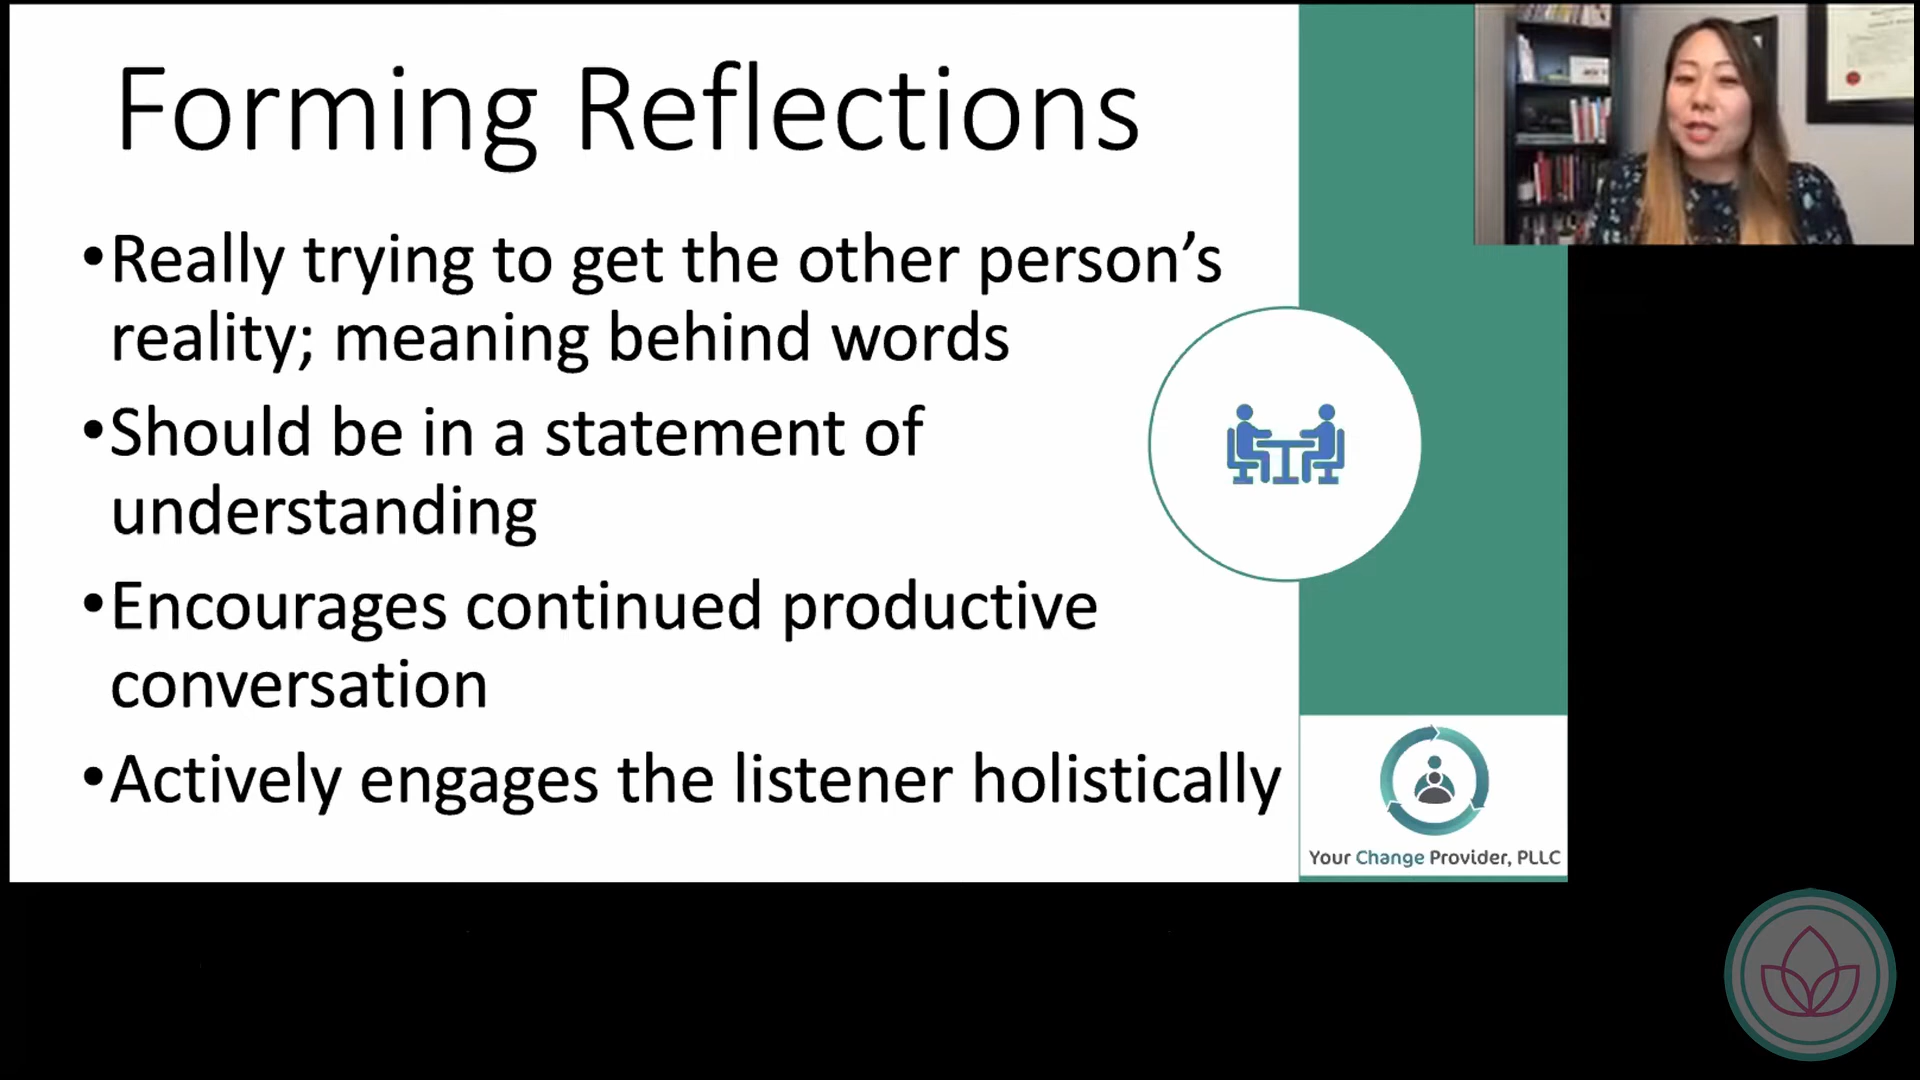 Forming Reflections
•Really trying to get the other person’s
reality; meaning behind words
•Should be in a statement of
understanding
•Encourages continued productive
conversation
•Actively engages the listener holistically
Your Change Provider, PLLC